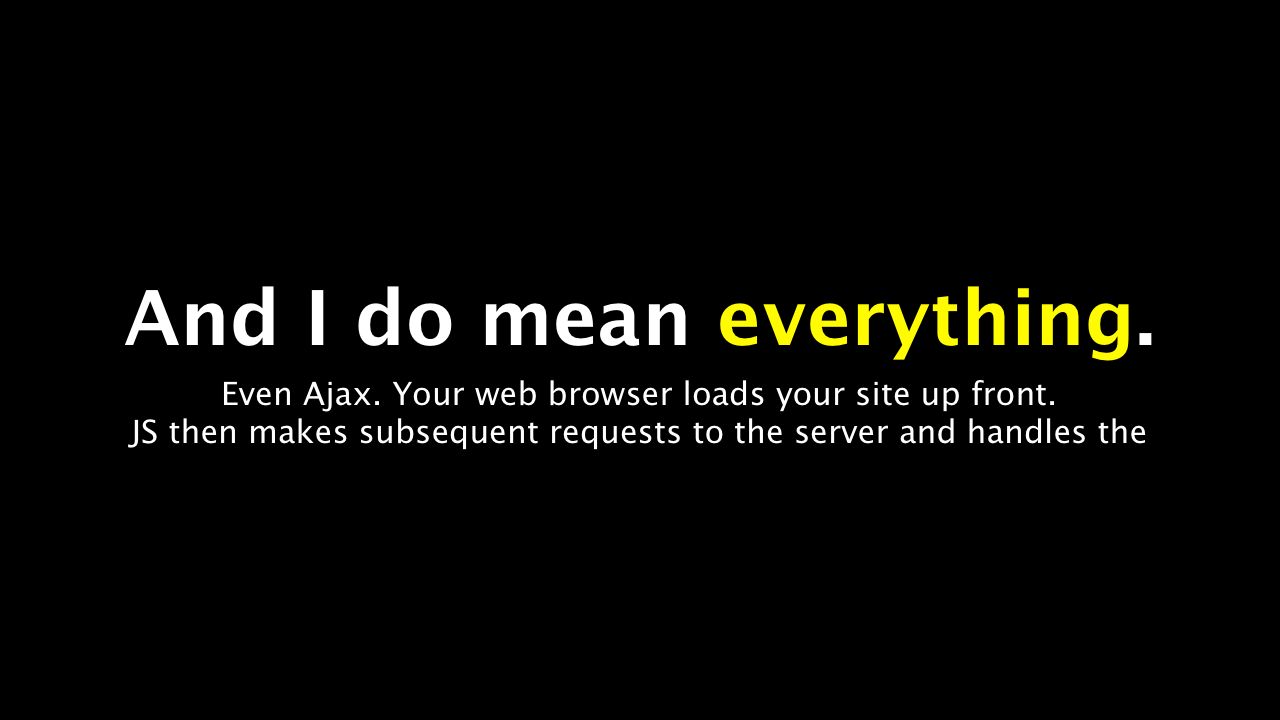 And I do mean everything.
Even Ajax. Your web browser loads your site up front.
JS then makes subsequent requests to the server and handles the